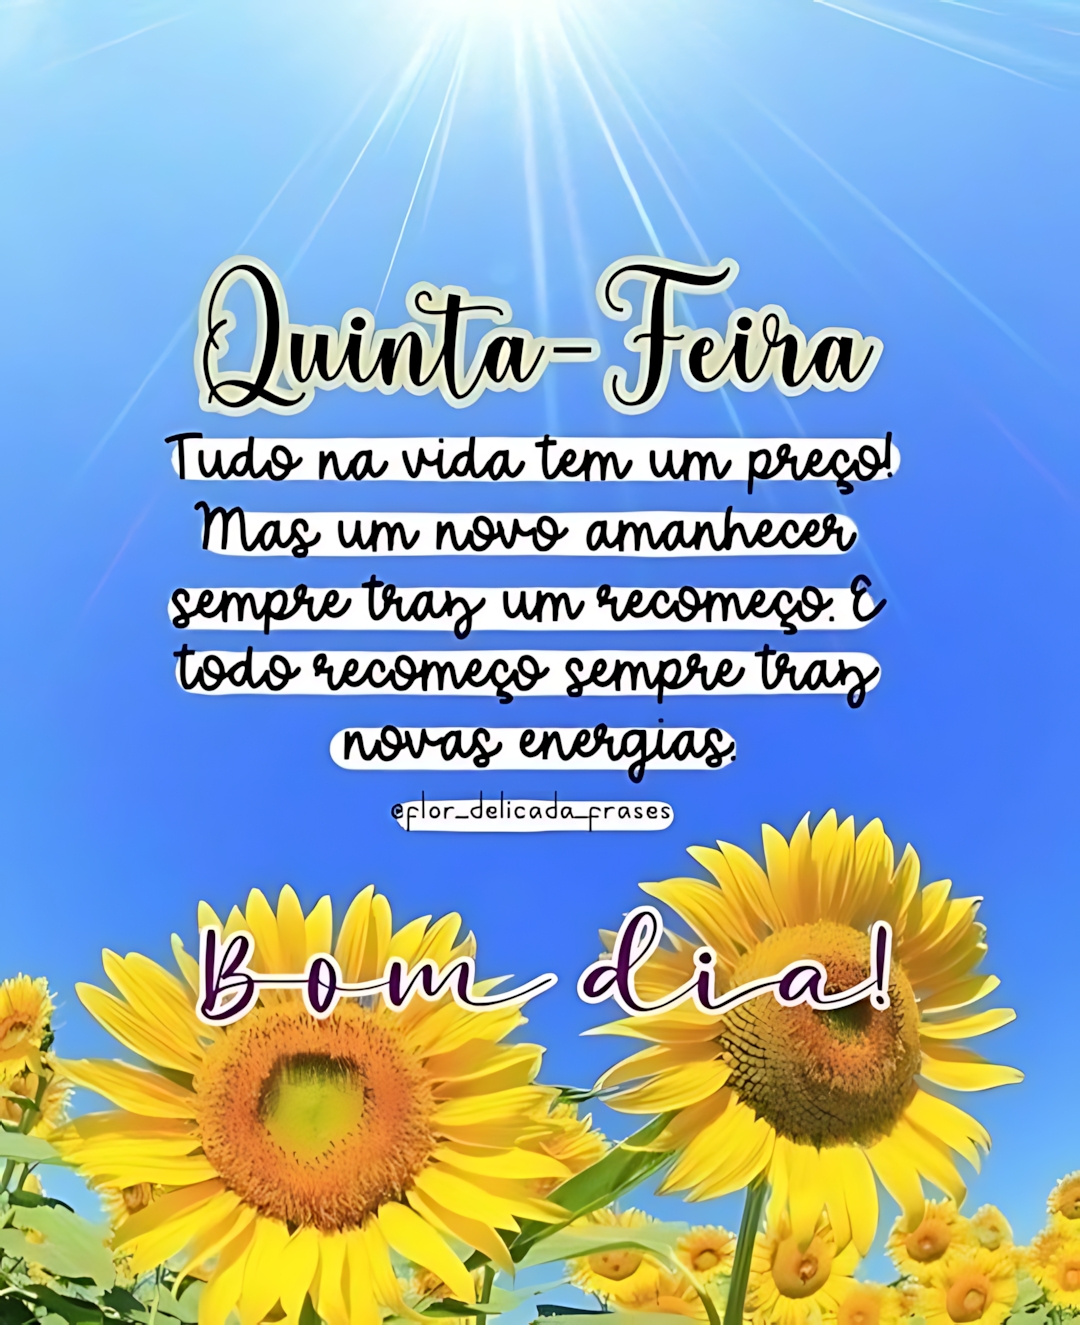 Quinta-Feira
Tudo na vida tem um preço!
Mas um novo amanhecer
sempre traz um recomeço. E
todo recomeço sempre traz
novas energias.
©flor_delicada_frases
Bom dia!